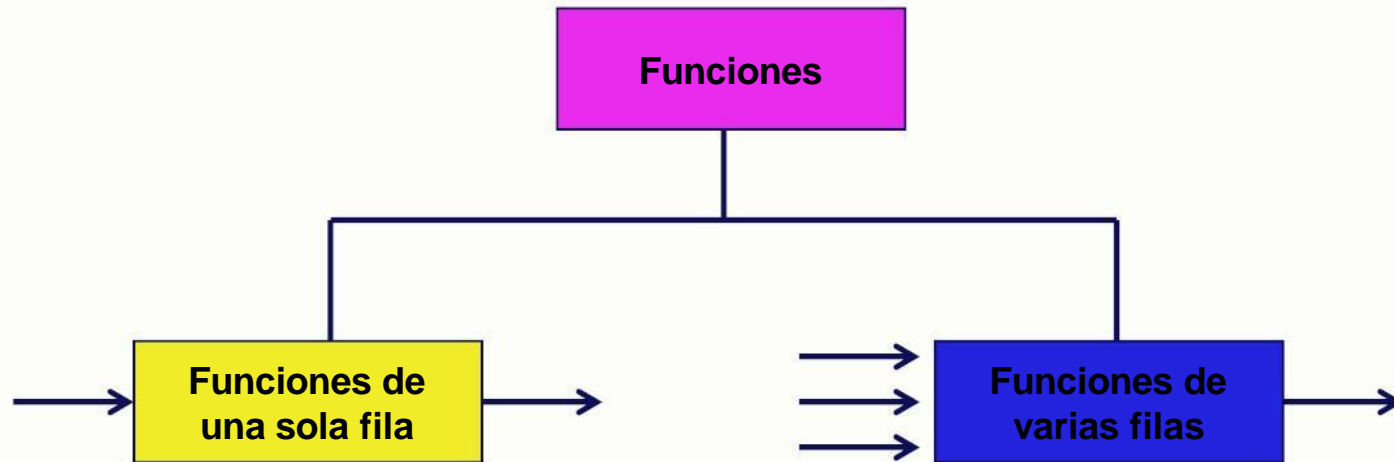 Funciones
Funciones de
una sola fila
Funciones de
varias filas